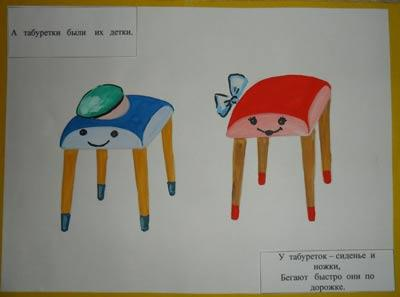 А табуретки были их детки.
У табуреток – сиденье и
ножки,
Бегают быстро они по
дорожке.